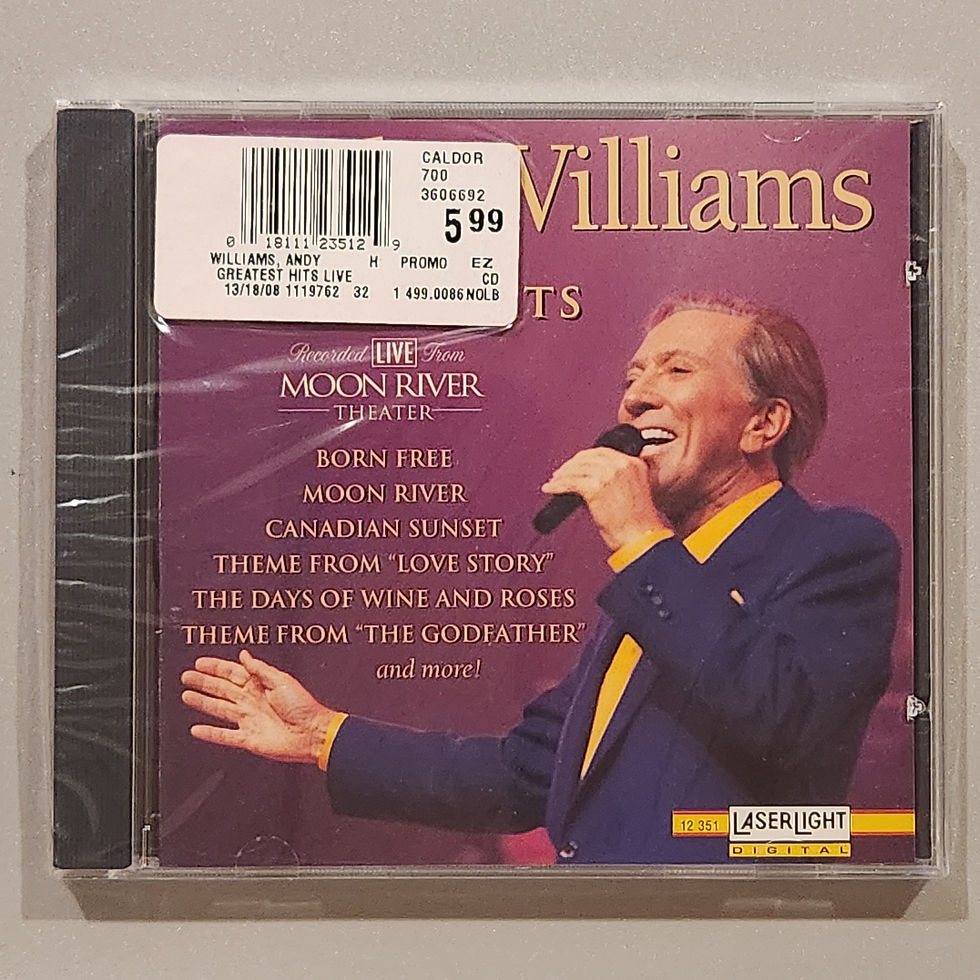 CALDOR
700
3606692
5 99
0 18111 23512 9
WILLIAMS, ANDY H PROMO EZ
GREATEST HITS LIVE CD
13/18/08 1119762 32 1 499.0086 NOLB
Williams
TS
Recorded LIVE From
MOON RIVER
THEATER
BORN FREE
MOON RIVER
CANADIAN SUNSET
THEME FROM “LOVE STORY”
THE DAYS OF WINE AND ROSES
THEME FROM “THE GODFATHER”
and more!
12 351 LASERLIGHT
DIGITAL